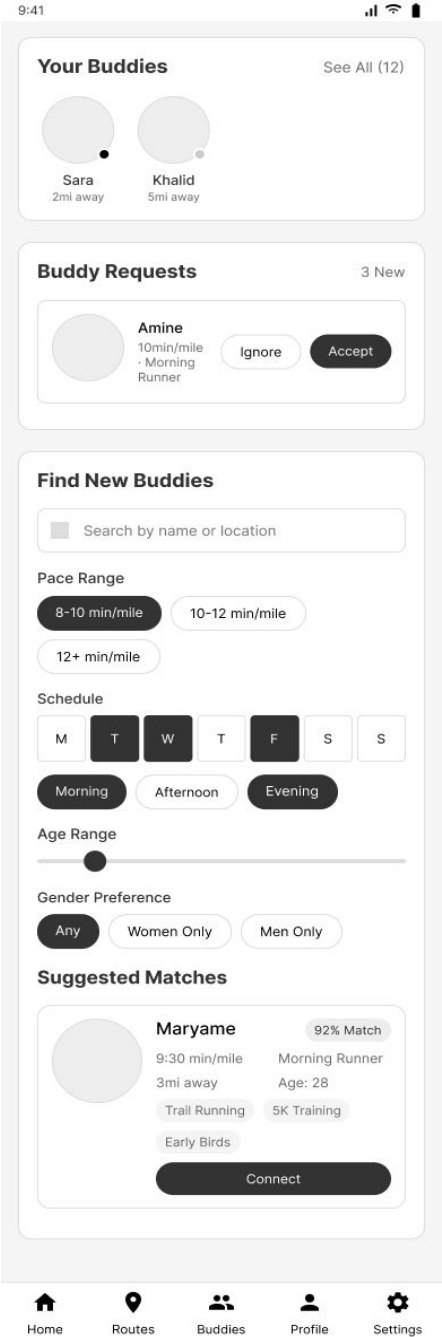 9:41
Your Buddies
See All (12)
Sara
2mi away
Khalid
5mi away
Buddy Requests
3 New
Amine
10min/mile
· Morning
Runner
Ignore
Accept
Find New Buddies
Search by name or location
Pace Range
8-10 min/mile
10-12 min/mile
12+ min/mile
Schedule
M T W T F S S
Morning
Afternoon
Evening
Age Range
Gender Preference
Any
Women Only
Men Only
Suggested Matches
Maryame
92% Match
9:30 min/mile
Morning Runner
3mi away
Age: 28
Trail Running
5K Training
Early Birds
Connect
Home
Routes
Buddies
Profile
Settings